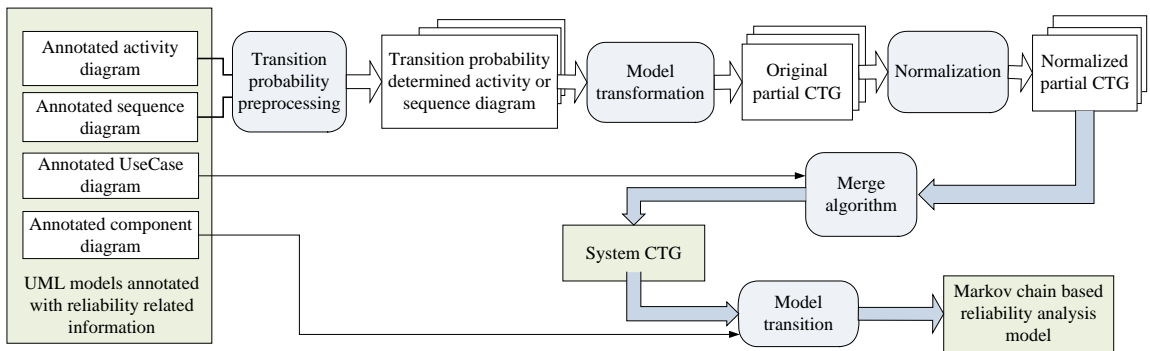 Annotated activity
diagram
Annotated sequence
diagram
Annotated UseCase
diagram
Annotated component
diagram
UML models annotated
with reliability related
information
Transition
probability
preprocessing
Transition probability
determined activity or
sequence diagram
Model
transformation
Original
partial CTG
Normalization
Normalized
partial CTG
Merge
algorithm
System CTG
Model
transition
Markov chain based
reliability analysis
model